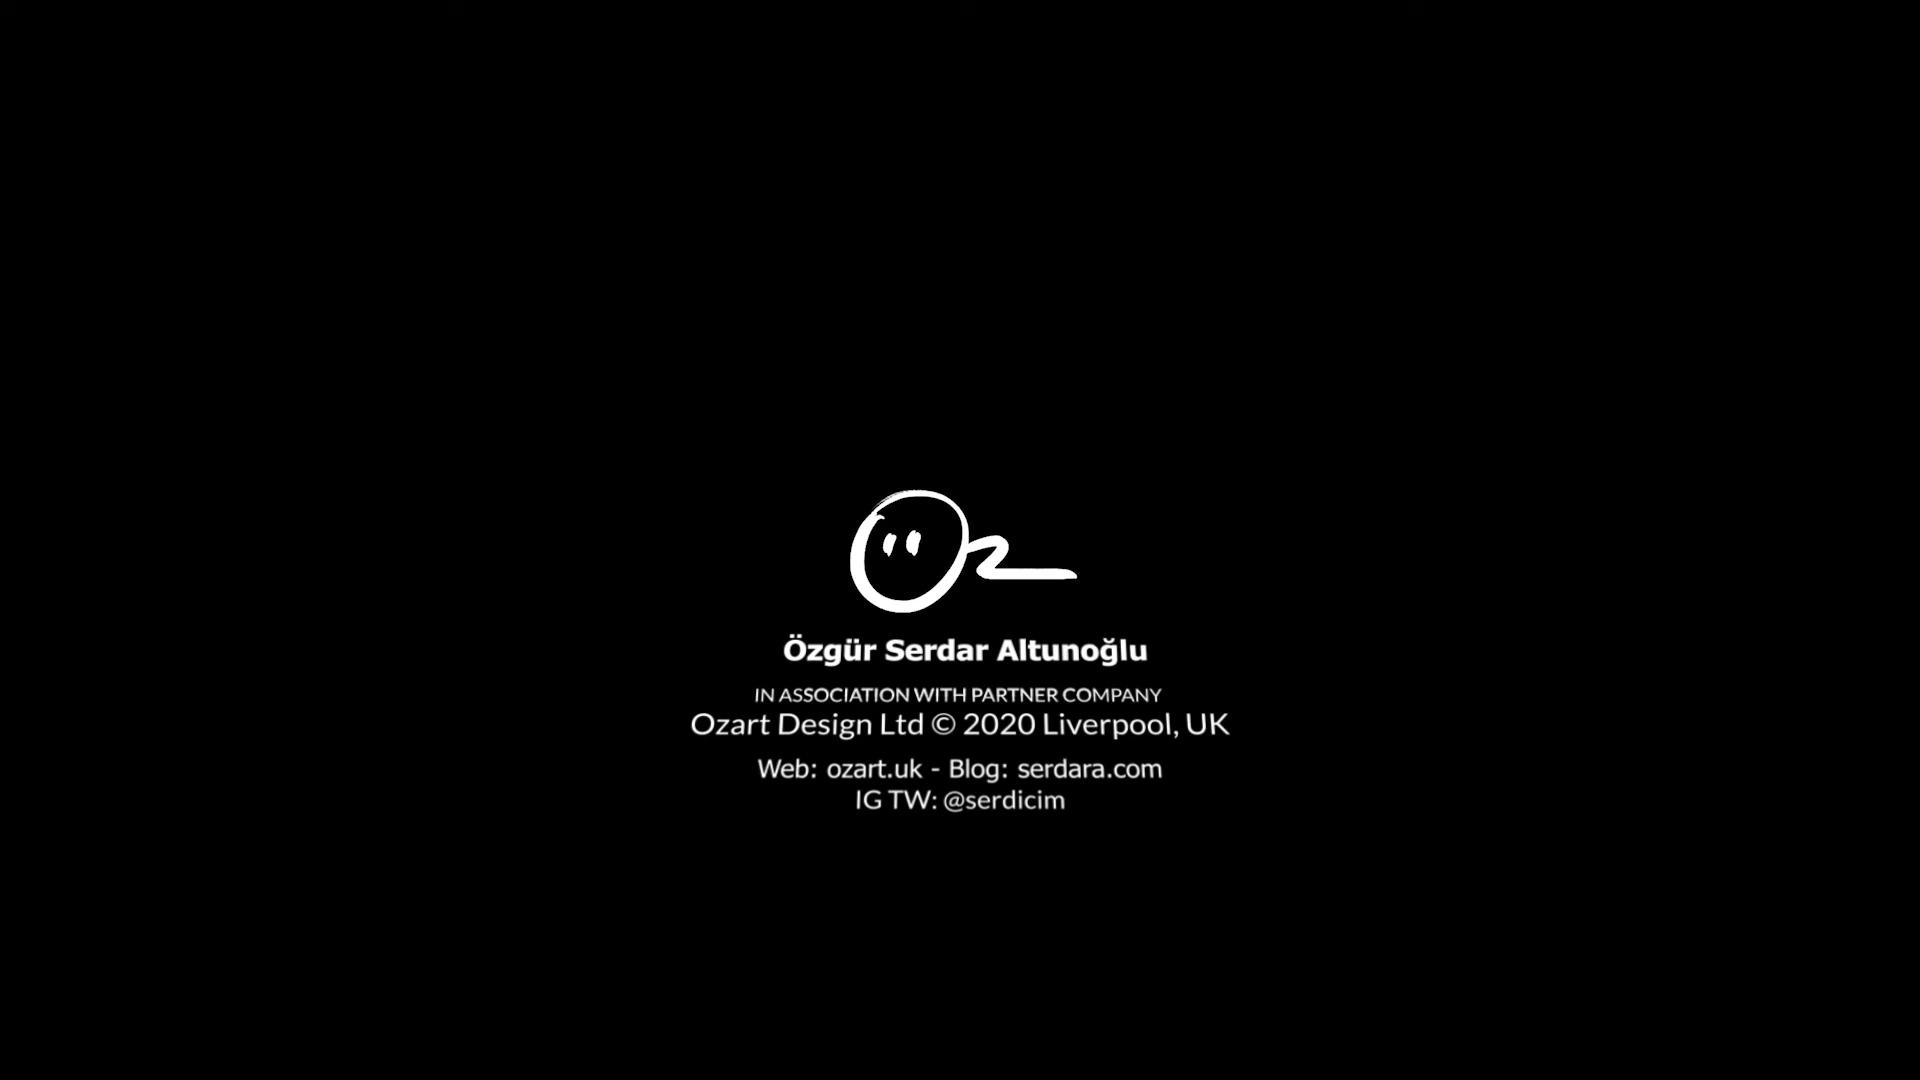 Öz
Özgür Serdar Altunoğlu
IN ASSOCIATION WITH PARTNER COMPANY
Ozart Design Ltd © 2020 Liverpool, UK
Web: ozart.uk - Blog: serdara.com
IG TW: @serdicim